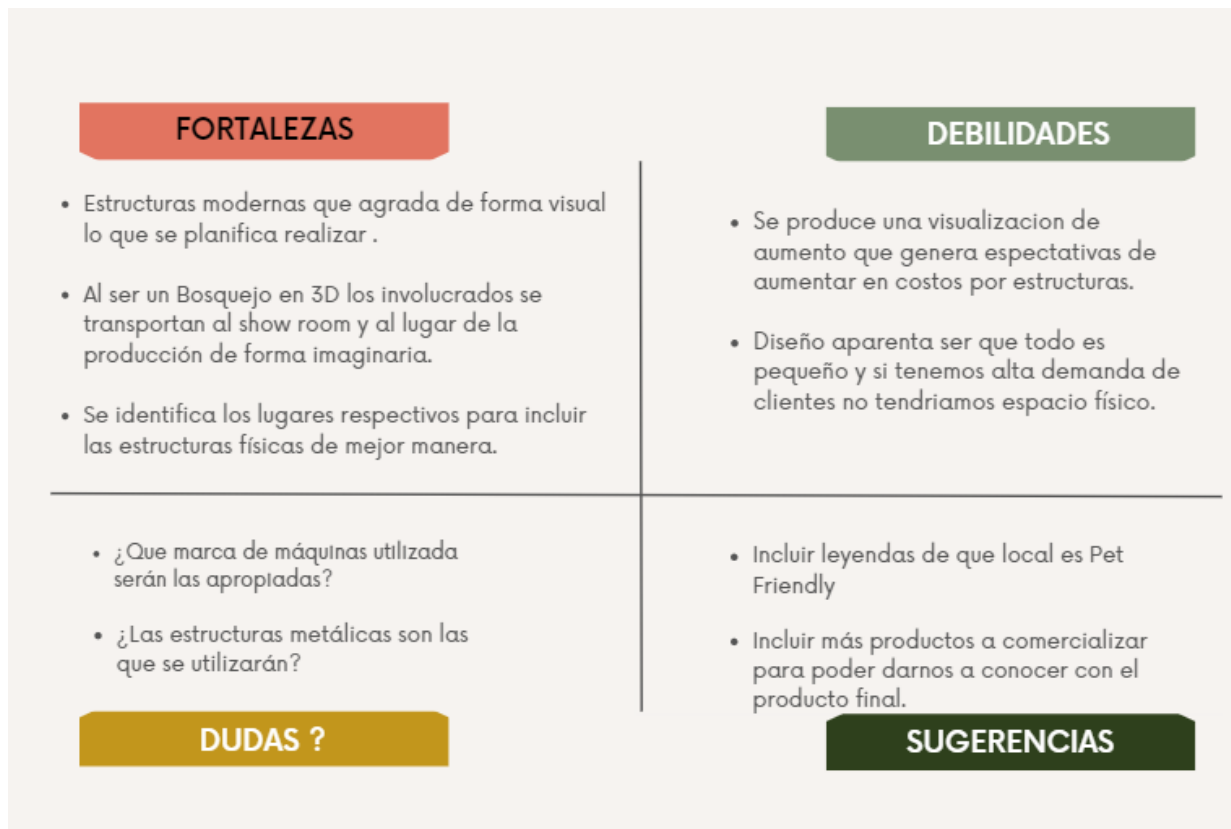 FORTALEZAS
• Estructuras modernas que agrada de forma visual
lo que se planifica realizar .
• Al ser un Bosquejo en 3D los involucrados se
transportan al show room y al lugar de la
producción de forma imaginaria.
• Se identifica los lugares respectivos para incluir
las estructuras físicas de mejor manera.
DEBILIDADES
• Se produce una visualizacion de
aumento que genera espectativas de
aumentar en costos por estructuras.
• Diseño aparenta ser que todo es
pequeño y si tenemos alta demanda de
clientes no tendriamos espacio físico.
• ¿Que marca de máquinas utilizada
serán las apropiadas?
• ¿Las estructuras metálicas son las
que se utilizarán?
DUDAS ?
• Incluir leyendas de que local es Pet
Friendly
• Incluir más productos a comercializar
para poder darnos a conocer con el
producto final.
SUGERENCIAS